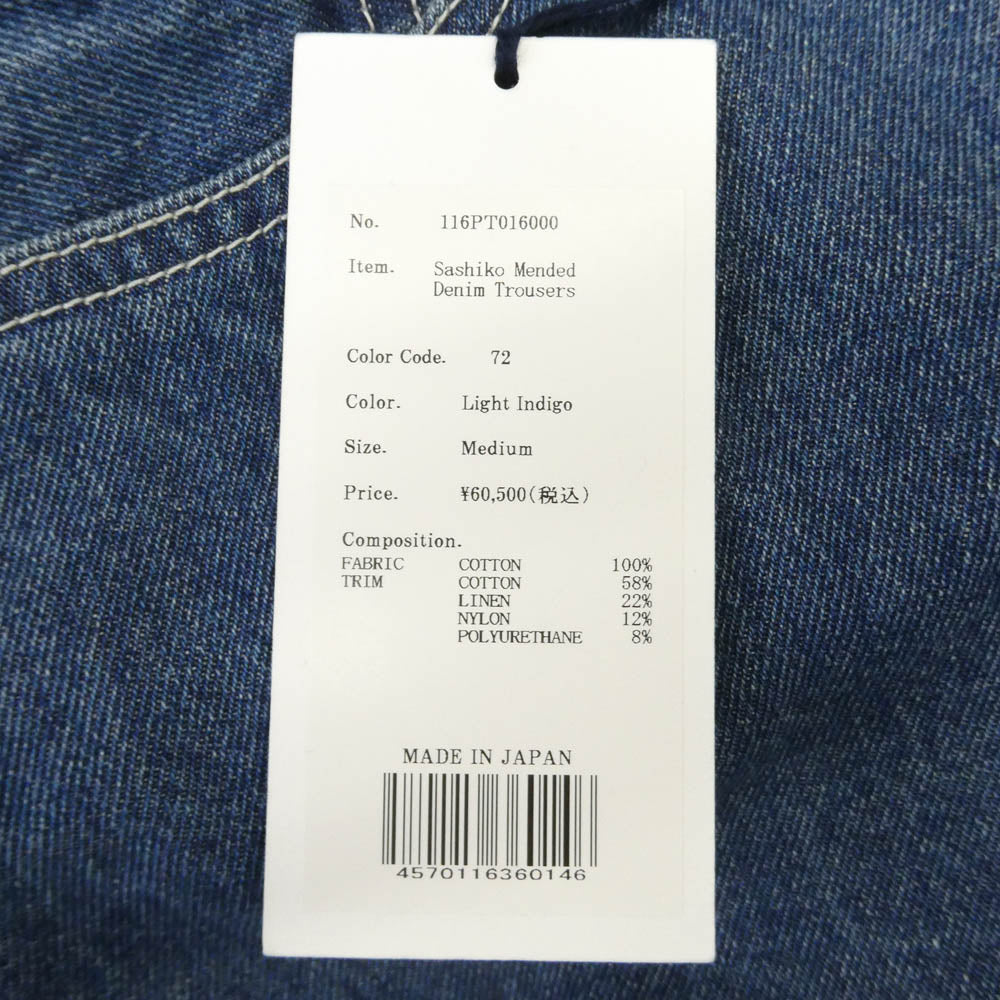 No. 116PT016000
Item. Sashiko Mended
Denim Trousers
Color Code. 72
Color. Light Indigo
Size. Medium
Price. ¥60,500(税込)
Composition.
FABRIC COTTON 100%
TRIM COTTON 58%
LINEN 22%
NYLON 12%
POLYURETHANE 8%
MADE IN JAPAN
4570116360146